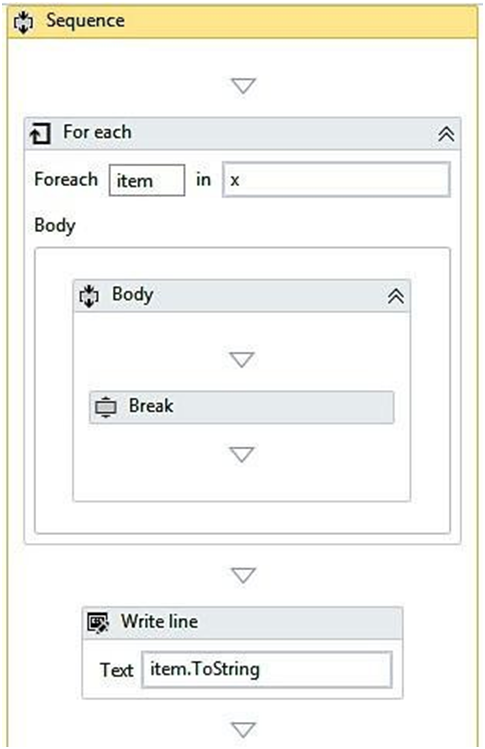 Sequence
For each
Foreach item in x
Body
Body
Break
Write line
Text item.ToString